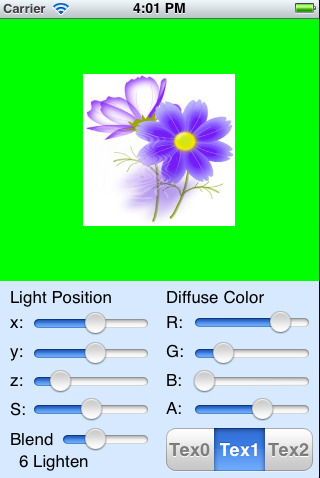 Carrier 4:01 PM
Light Position Diffuse Color
x: R:
y: G:
z: B:
S: A:
Blend Tex0 Tex1 Tex2
6 Lighten